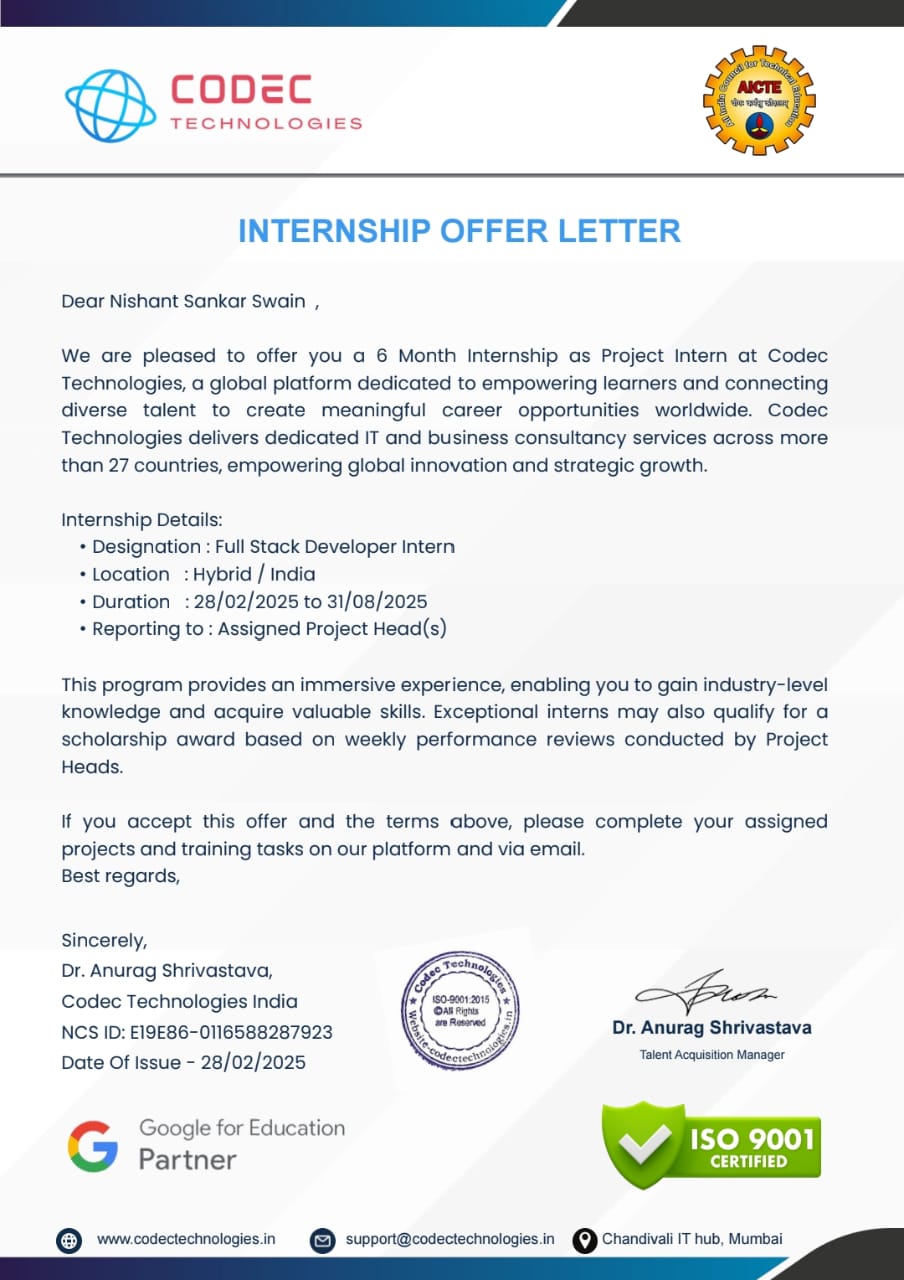 CODEC
TECHNOLOGIES
All India Council for Technical Education
AICTE
INTERNSHIP OFFER LETTER
Dear Nishant Sankar Swain ,
We are pleased to offer you a 6 Month Internship as Project Intern at Codec
Technologies, a global platform dedicated to empowering learners and connecting
diverse talent to create meaningful career opportunities worldwide. Codec
Technologies delivers dedicated IT and business consultancy services across more
than 27 countries, empowering global innovation and strategic growth.
Internship Details:
• Designation : Full Stack Developer Intern
• Location : Hybrid / India
• Duration : 28/02/2025 to 31/08/2025
• Reporting to : Assigned Project Head(s)
This program provides an immersive experience, enabling you to gain industry-level
knowledge and acquire valuable skills. Exceptional interns may also qualify for a
scholarship award based on weekly performance reviews conducted by Project
Heads.
If you accept this offer and the terms above, please complete your assigned
projects and training tasks on our platform and via email.
Best regards,
Sincerely,
Dr. Anurag Shrivastava,
Codec Technologies India
NCS ID: E19E86-0116588287923
Date Of Issue - 28/02/2025
★ Codec Technologies ★
ISO-9001:2015
©All Rights
are Reserved
Website-codectechnologies.in
Dr. Anurag Shrivastava
Talent Acquisition Manager
Google for Education
Partner
ISO 9001
CERTIFIED
www.codectechnologies.in
support@codectechnologies.in
Chandivali IT hub, Mumbai